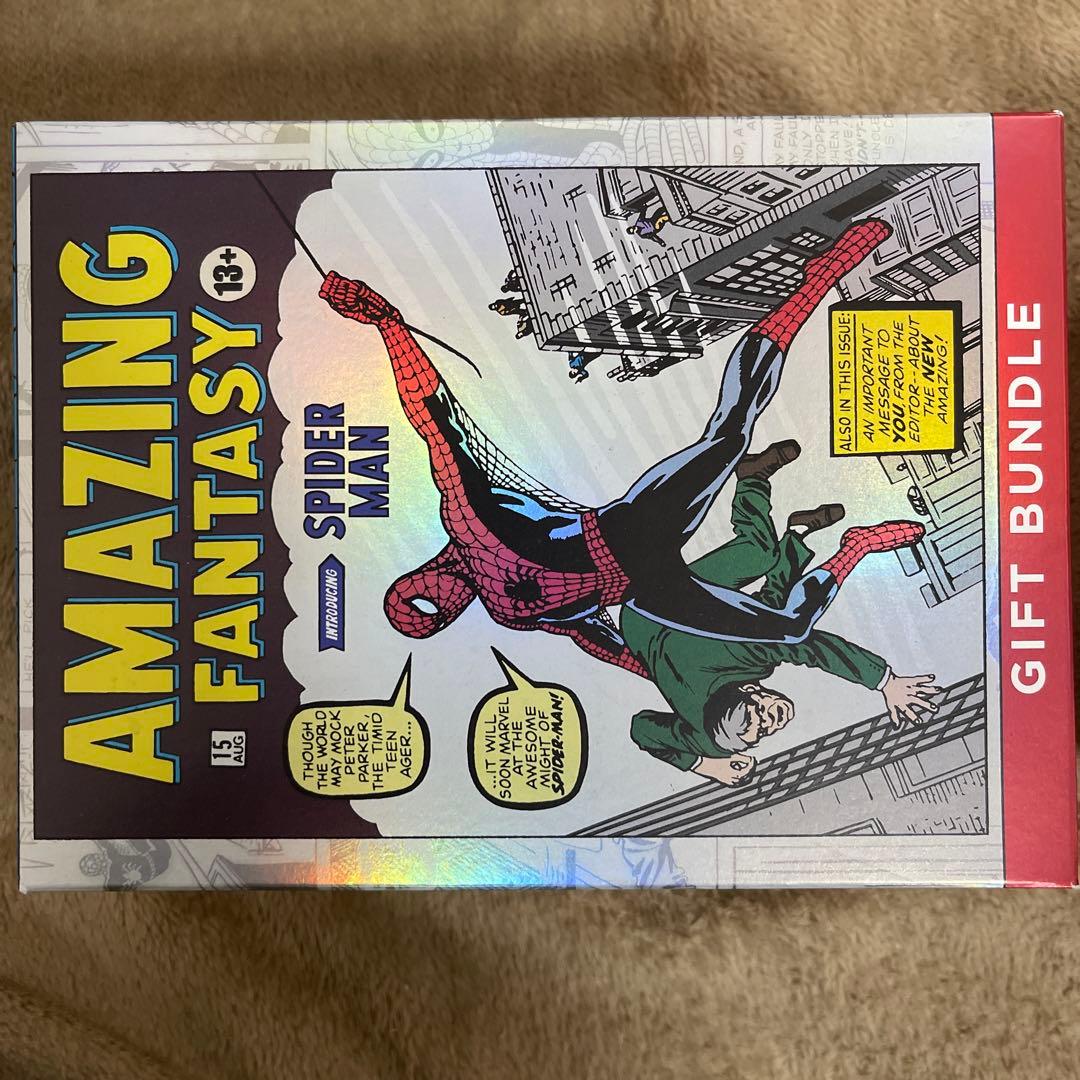 AMAZING
FANTASY
13+
15
AUG
INTRODUCING
SPIDER
MAN
THOUGH
THE WORLD
MAY MOCK
PETER
PARKER,
THE TIMID
TEEN
AGER...
...IT WILL
SOON MARVEL
AT THE
AWESOME
MIGHT OF
SPIDER-MAN!
ALSO IN THIS ISSUE:
AN IMPORTANT
MESSAGE TO
YOU, FROM THE
EDITOR--ABOUT
THE NEW
AMAZING!
GIFT BUNDLE